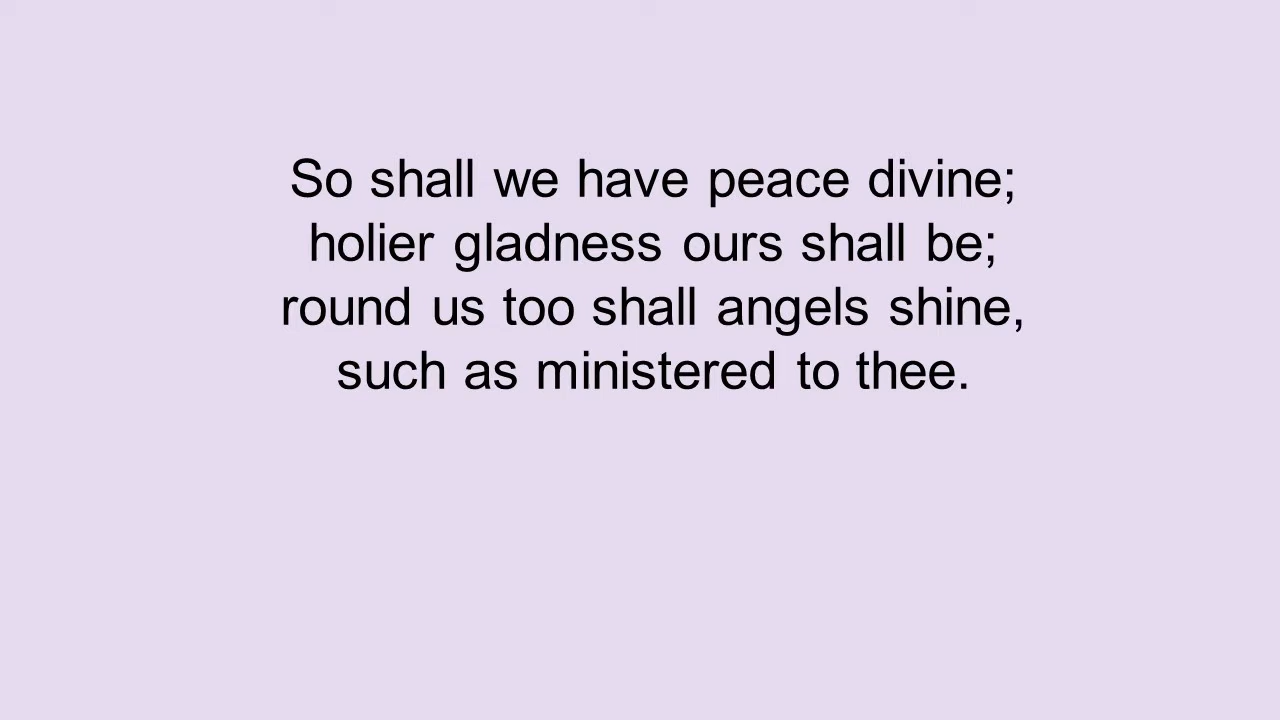 So shall we have peace divine;
holier gladness ours shall be;
round us too shall angels shine,
such as ministered to thee.